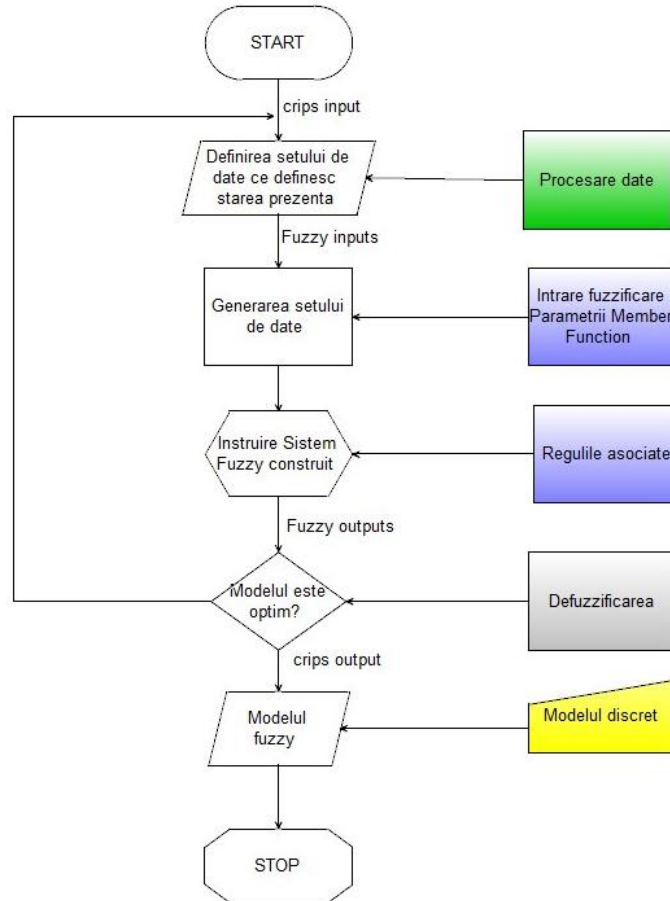 START
crips input
Definirea setului de
date ce definesc
starea prezenta
Procesare date
Fuzzy inputs
Generarea setului
de date
Intrare fuzzificare
Parametrii Member
Function
Instruire Sistem
Fuzzy construit
Regulile asociate
Fuzzy outputs
Modelul este
optim?
Defuzzificarea
crips output
Modelul
fuzzy
Modelul discret
STOP